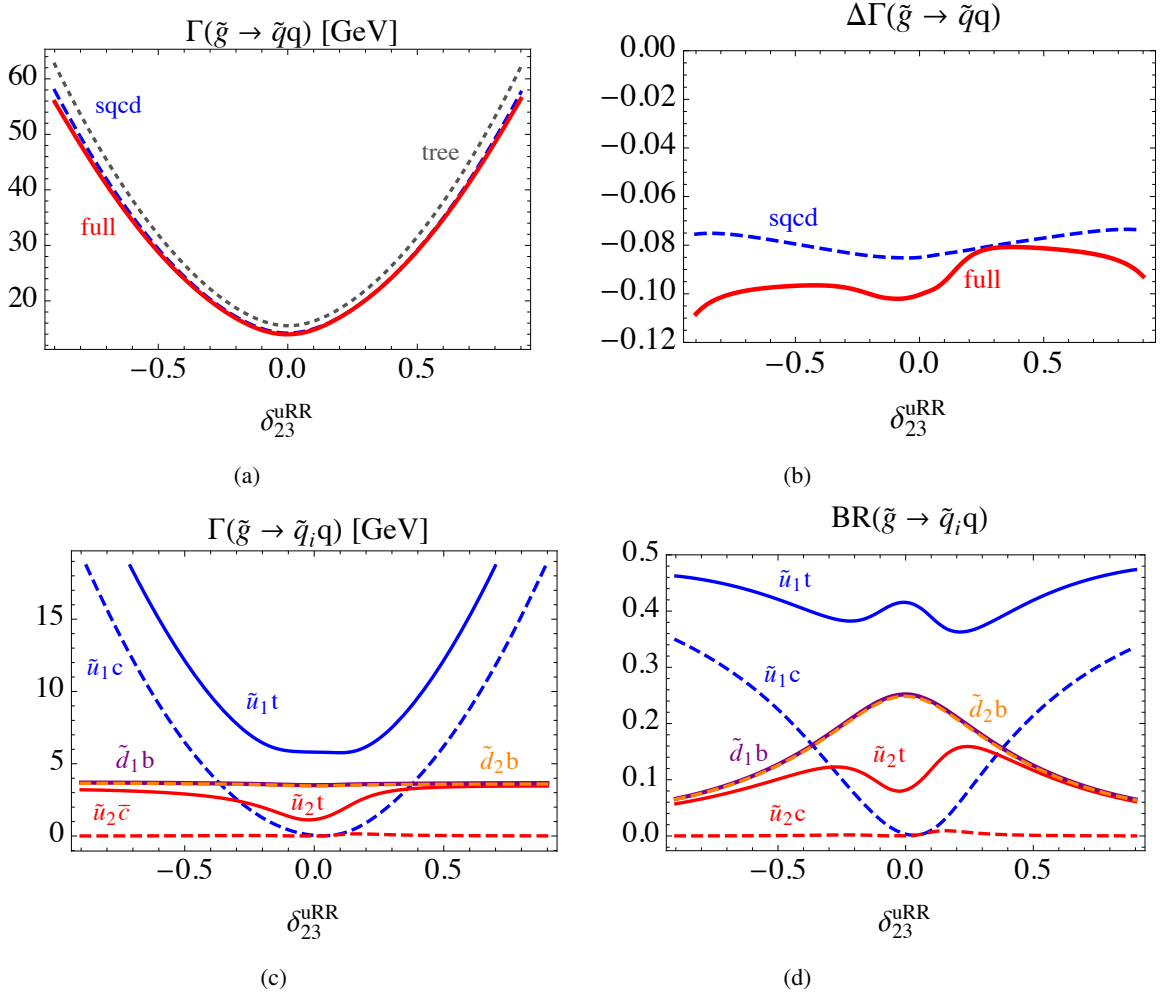 Γ(g̃ → q̃q) [GeV]
60
50
40
30
20
sqcd
tree
full
−0.5 0.0 0.5
δ₂₃ᵘᴿᴿ
(a)
ΔΓ(g̃ → q̃q)
0.00
−0.02
−0.04
−0.06
−0.08
−0.10
−0.12
sqcd
full
−0.5 0.0 0.5
δ₂₃ᵘᴿᴿ
(b)
Γ(g̃ → q̃ᵢq) [GeV]
15
10
5
0
ũ₁c
ũ₁t
d̃₁b
d̃₂b
ũ₂t
ũ₂c̅
−0.5 0.0 0.5
δ₂₃ᵘᴿᴿ
(c)
BR(g̃ → q̃ᵢq)
0.5
0.4
0.3
0.2
0.1
0.0
ũ₁t
ũ₁c
d̃₂b
d̃₁b
ũ₂t
ũ₂c
−0.5 0.0 0.5
δ₂₃ᵘᴿᴿ
(d)